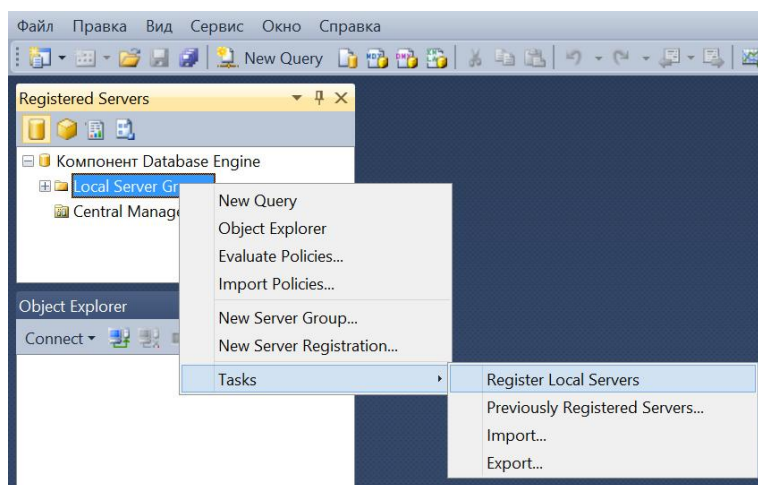 Файл Правка Вид Сервис Окно Справка
New Query
Registered Servers
Компонент Database Engine
Local Server Gr
Central Manage
New Query
Object Explorer
Evaluate Policies...
Import Policies...
New Server Group...
New Server Registration...
Tasks
Register Local Servers
Previously Registered Servers...
Import...
Export...
Object Explorer
Connect